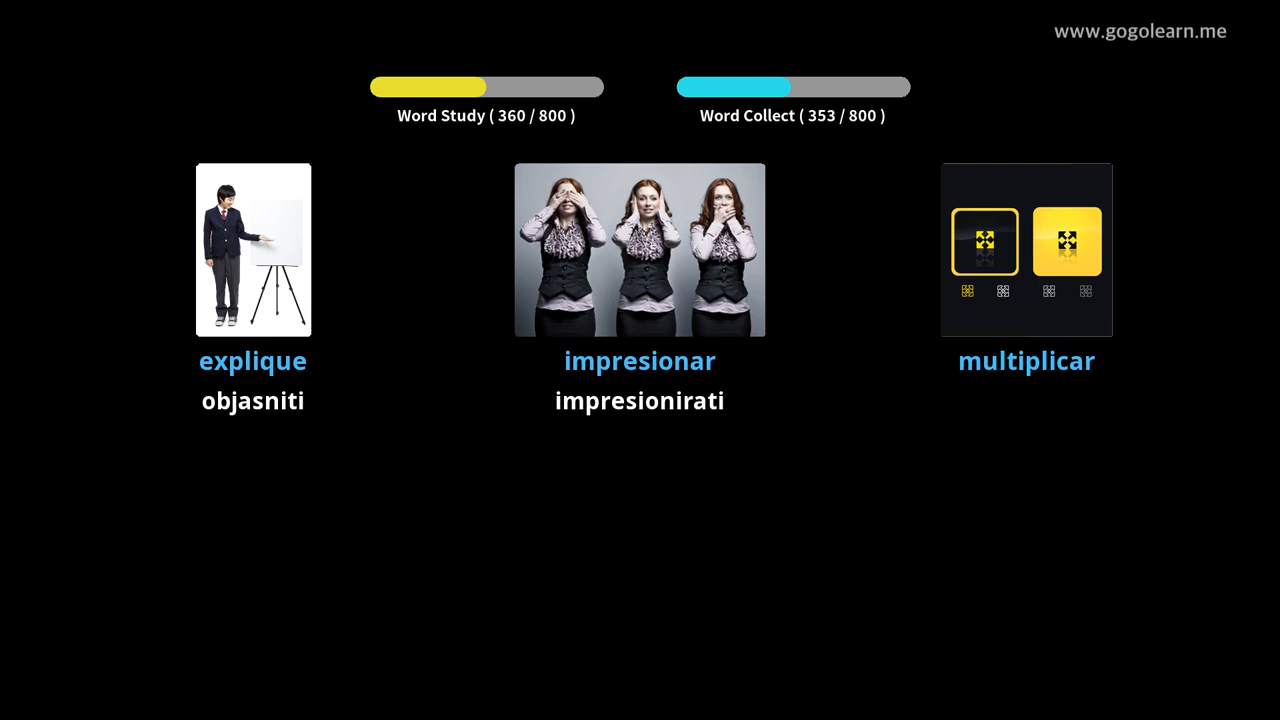 www.gogolearn.me
Word Study ( 360 / 800 )
Word Collect ( 353 / 800 )
explique
impresionar
multiplicar
objasniti
impresionirati